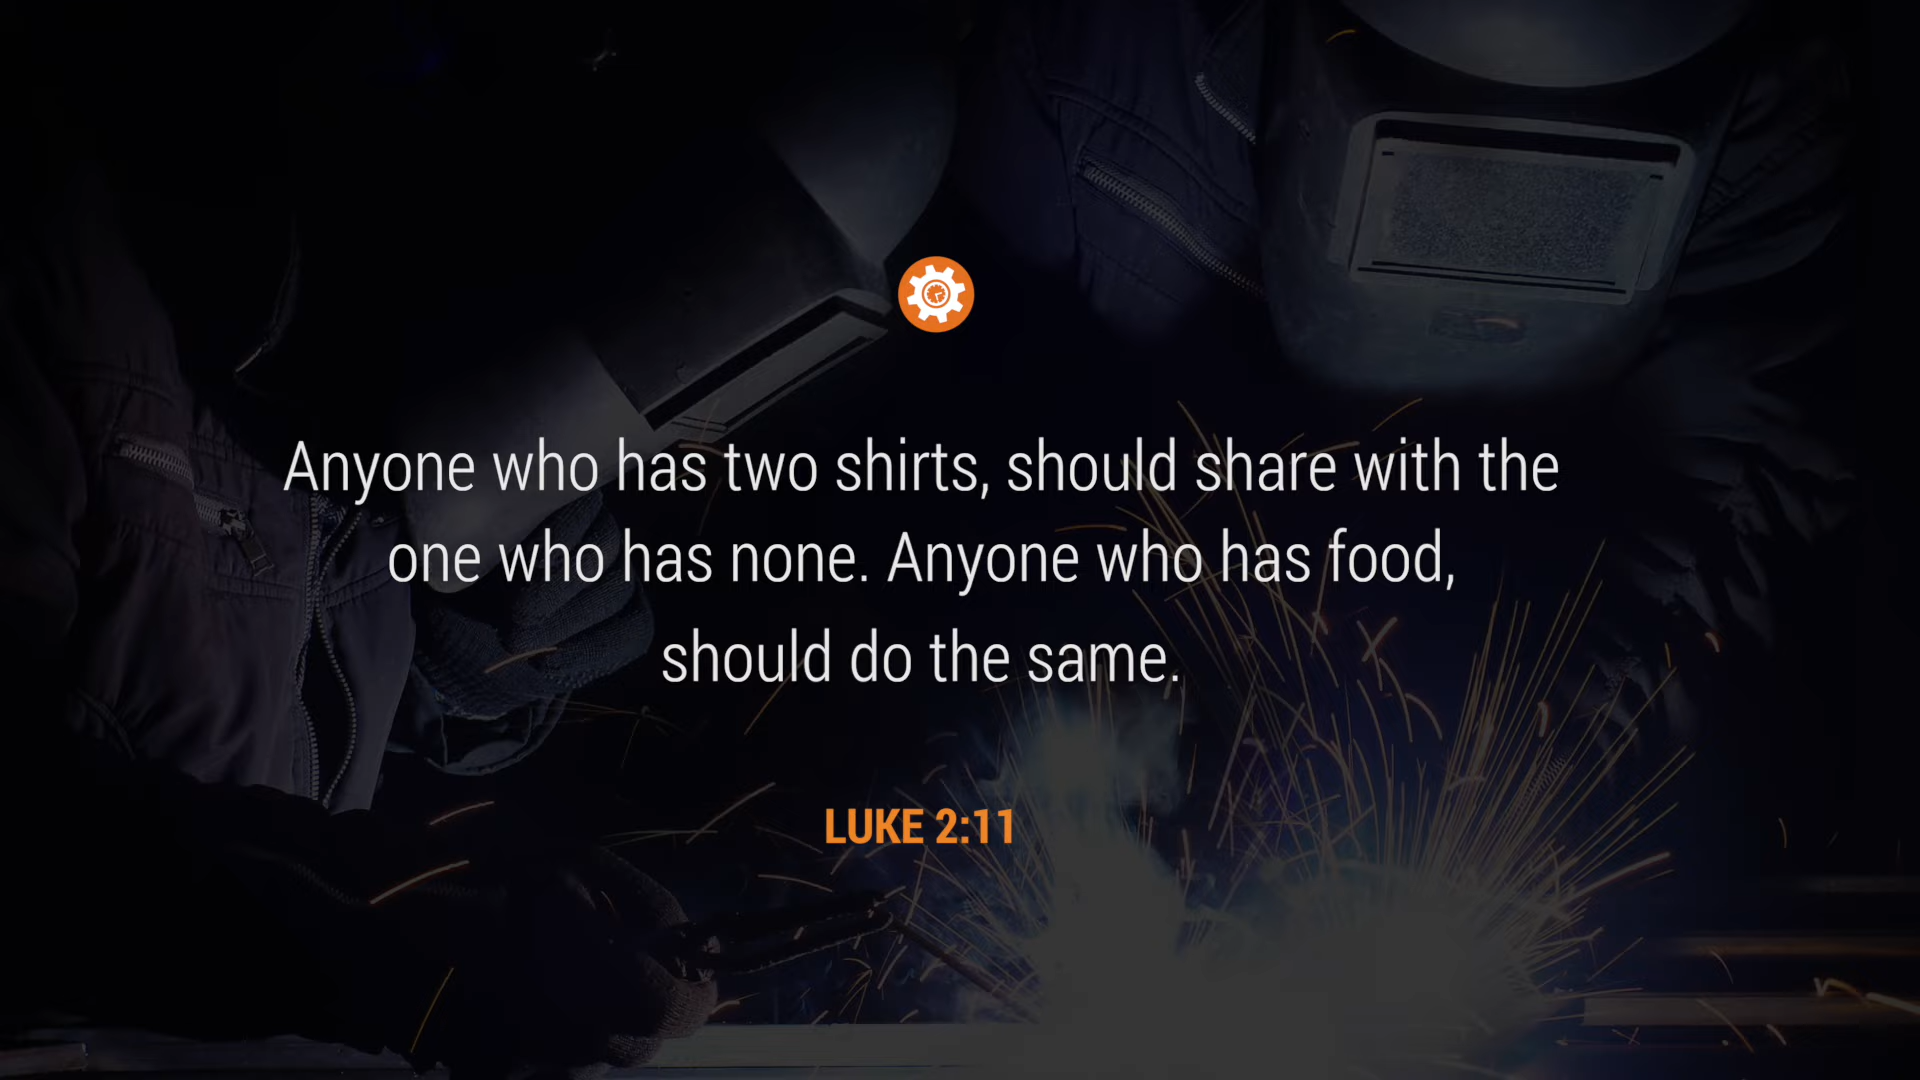 Anyone who has two shirts, should share with the
one who has none. Anyone who has food,
should do the same.
LUKE 2:11